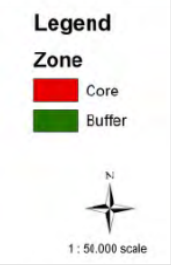 Legend
Zone
Core
Buffer
N
1 : 50.000 scale